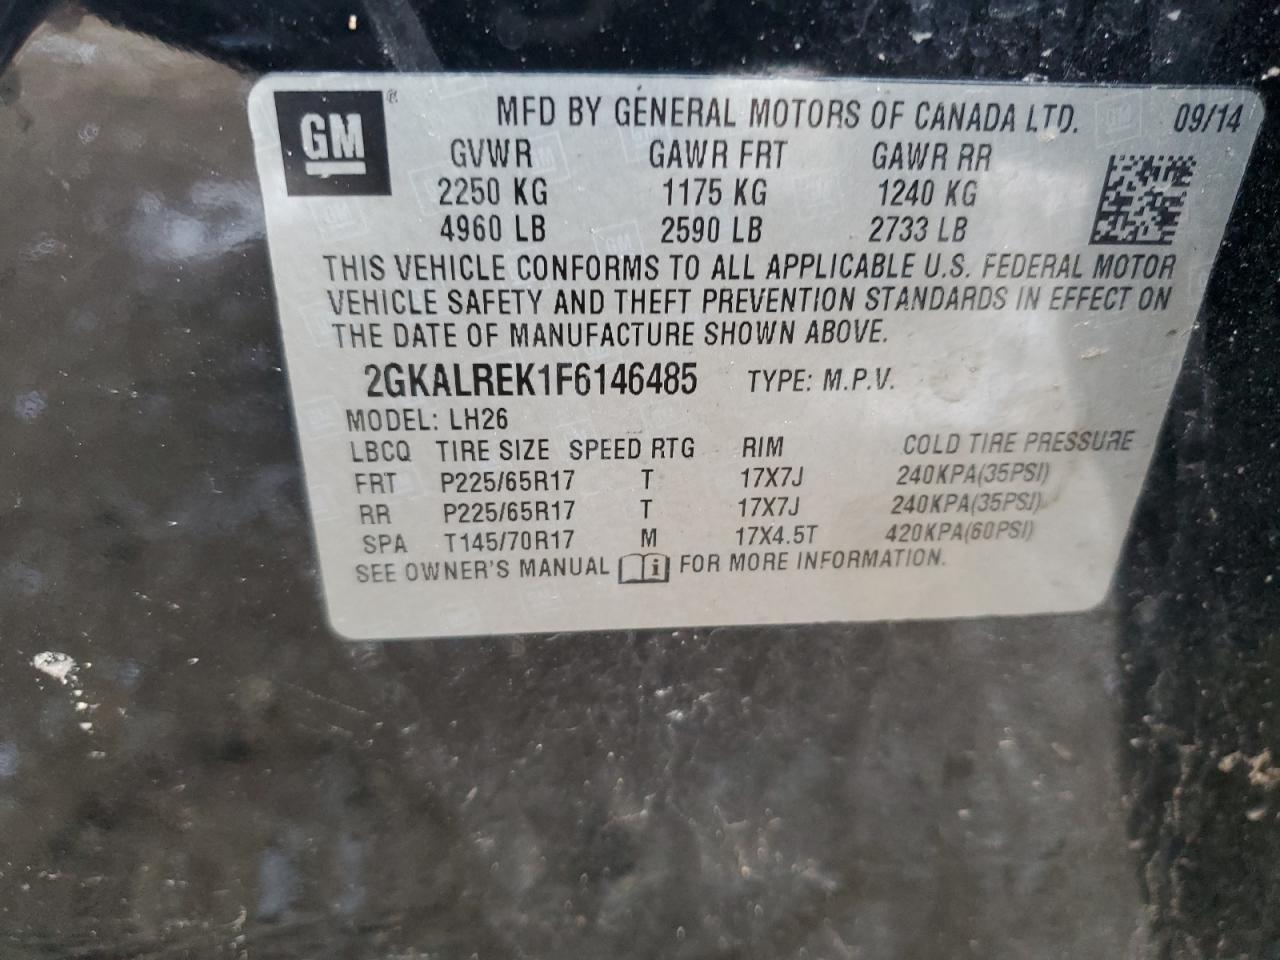 GM®
MFD BY GENERAL MOTORS OF CANADA LTD. 09/14
GVWR GAWR FRT GAWR RR
2250 KG 1175 KG 1240 KG
4960 LB 2590 LB 2733 LB
THIS VEHICLE CONFORMS TO ALL APPLICABLE U.S. FEDERAL MOTOR
VEHICLE SAFETY AND THEFT PREVENTION STANDARDS IN EFFECT ON
THE DATE OF MANUFACTURE SHOWN ABOVE.
2GKALREK1F6146485 TYPE: M.P.V.
MODEL: LH26
LBCQ TIRE SIZE SPEED RTG RIM COLD TIRE PRESSURE
FRT P225/65R17 T 17X7J 240KPA(35PSI)
RR P225/65R17 T 17X7J 240KPA(35PSI)
SPA T145/70R17 M 17X4.5T 420KPA(60PSI)
SEE OWNER'S MANUAL i FOR MORE INFORMATION.